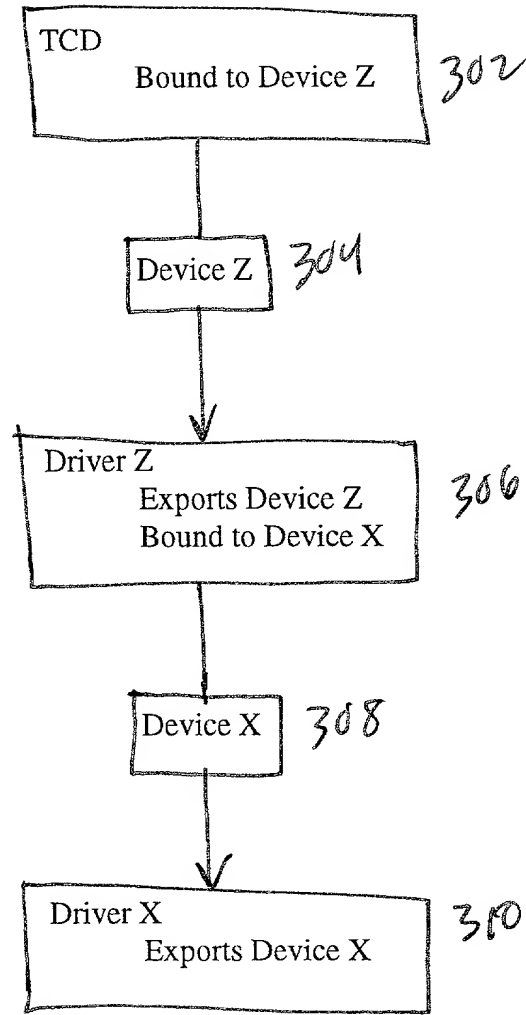 TCD
Bound to Device Z
302
Device Z
304
Driver Z
Exports Device Z
Bound to Device X
306
Device X
308
Driver X
Exports Device X
310